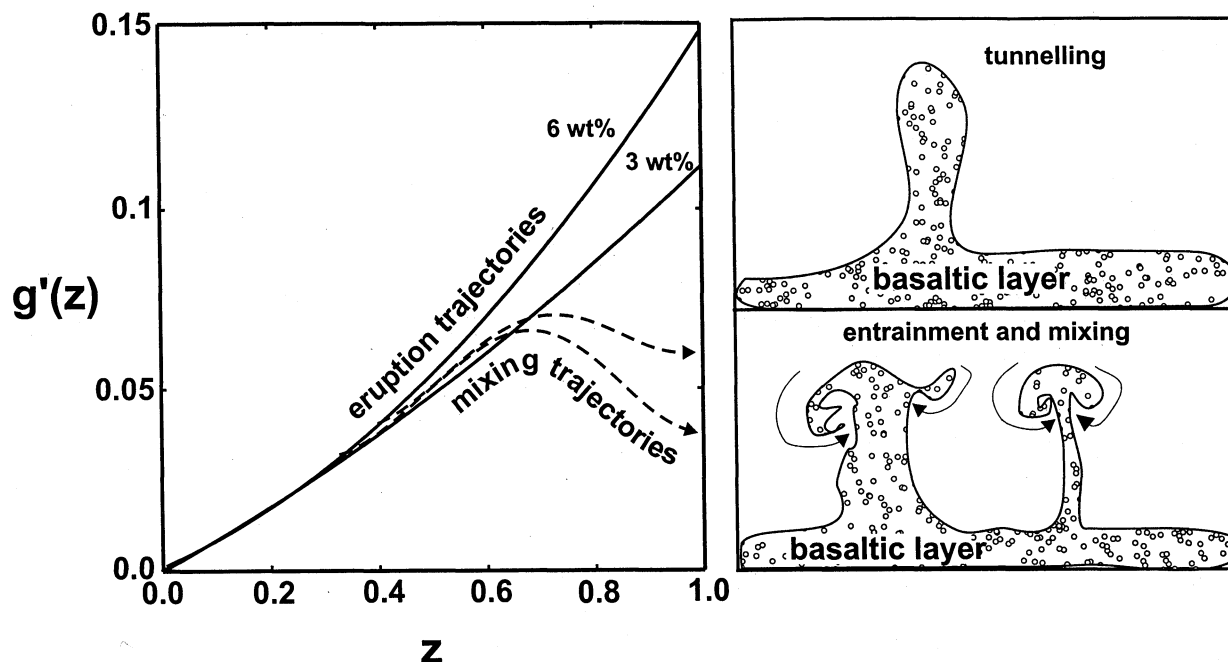 0.15
0.1
0.05
0.0
g'(z)
0.0 0.2 0.4 0.6 0.8 1.0
z
6 wt%
3 wt%
eruption trajectories
mixing trajectories
tunnelling
basaltic layer
entrainment and mixing
basaltic layer